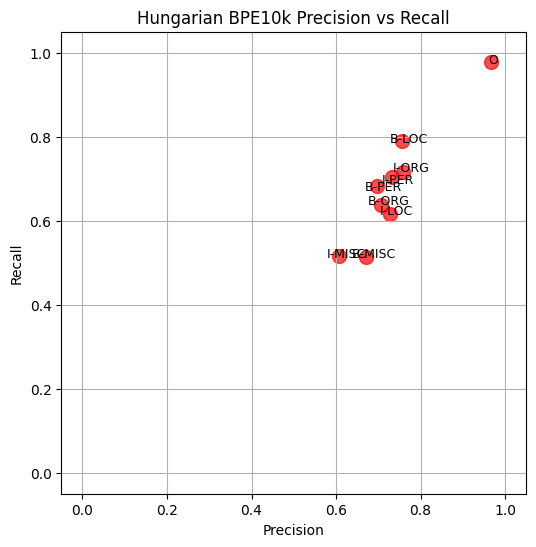 Hungarian BPE10k Precision vs Recall
1.0
0.8
0.6
0.4
0.2
0.0
Recall
O
B-LOC
I-ORG
I-PER
B-PER
B-ORG
I-LOC
I-MISC
B-MISC
0.0 0.2 0.4 0.6 0.8 1.0
Precision